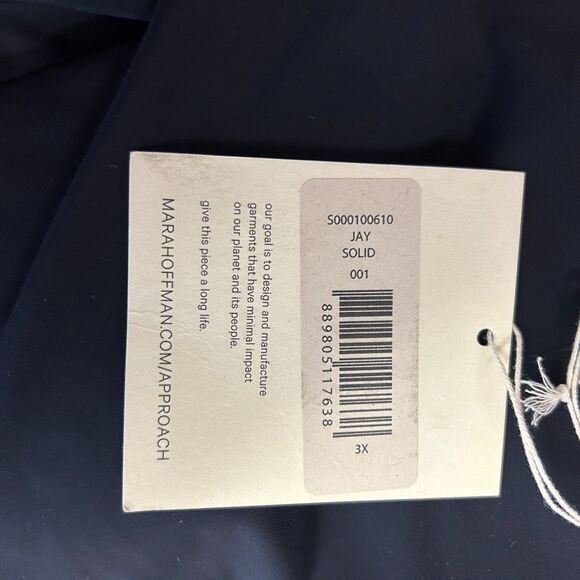 S000100610
JAY
SOLID
001
889805117638
3X
our goal is to design and manufacture
garments that have minimal impact
on our planet and its people.
give this piece a long life.
MARAHOFFMAN.COM/APPROACH